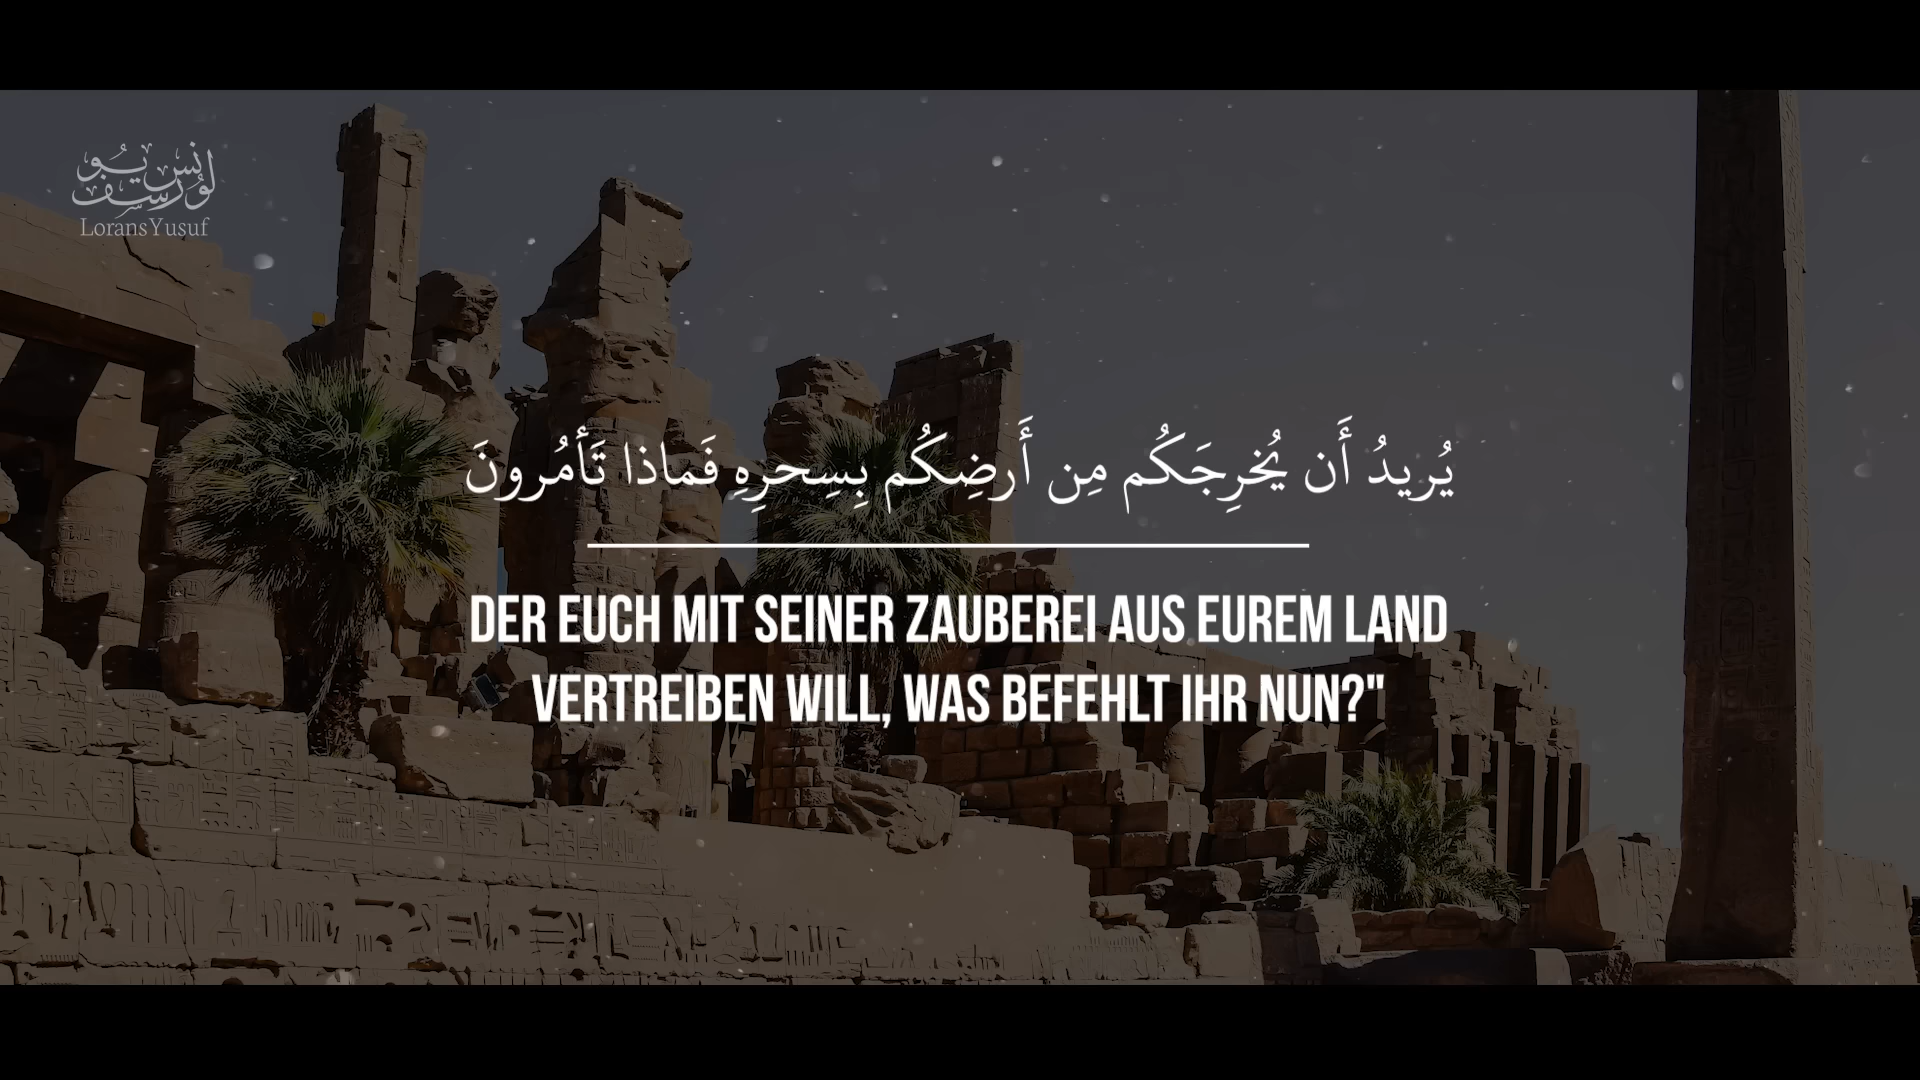 لورنس يوسف
LoransYusuf
يُريدُ أَن يُخرِجَكُم مِن أَرضِكُم بِسِحرِهِ فَماذا تَأمُرونَ
DER EUCH MIT SEINER ZAUBEREI AUS EUREM LAND
VERTREIBEN WILL, WAS BEFEHLT IHR NUN?"